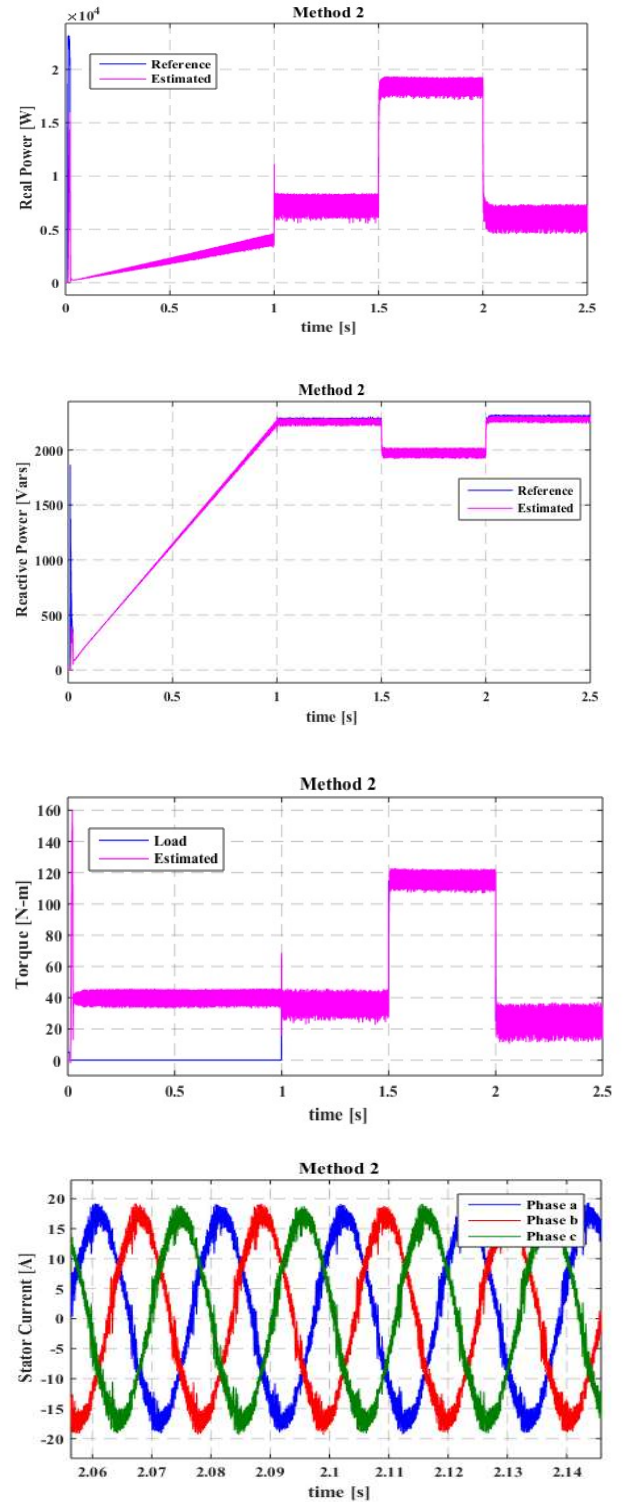 Method 2
×10⁴
Real Power [W]
2
1.5
1
0.5
0
Reference
Estimated
0
0.5
1
1.5
2
2.5
time [s]
Method 2
Reactive Power [Vars]
2000
1500
1000
500
0
Reference
Estimated
0
0.5
1
1.5
2
2.5
time [s]
Method 2
Torque [N-m]
160
140
120
100
80
60
40
20
0
Load
Estimated
0
0.5
1
1.5
2
2.5
time [s]
Method 2
Stator Current [A]
20
15
10
5
0
-5
-10
-15
-20
Phase a
Phase b
Phase c
2.06
2.07
2.08
2.09
2.1
2.11
2.12
2.13
2.14
time [s]